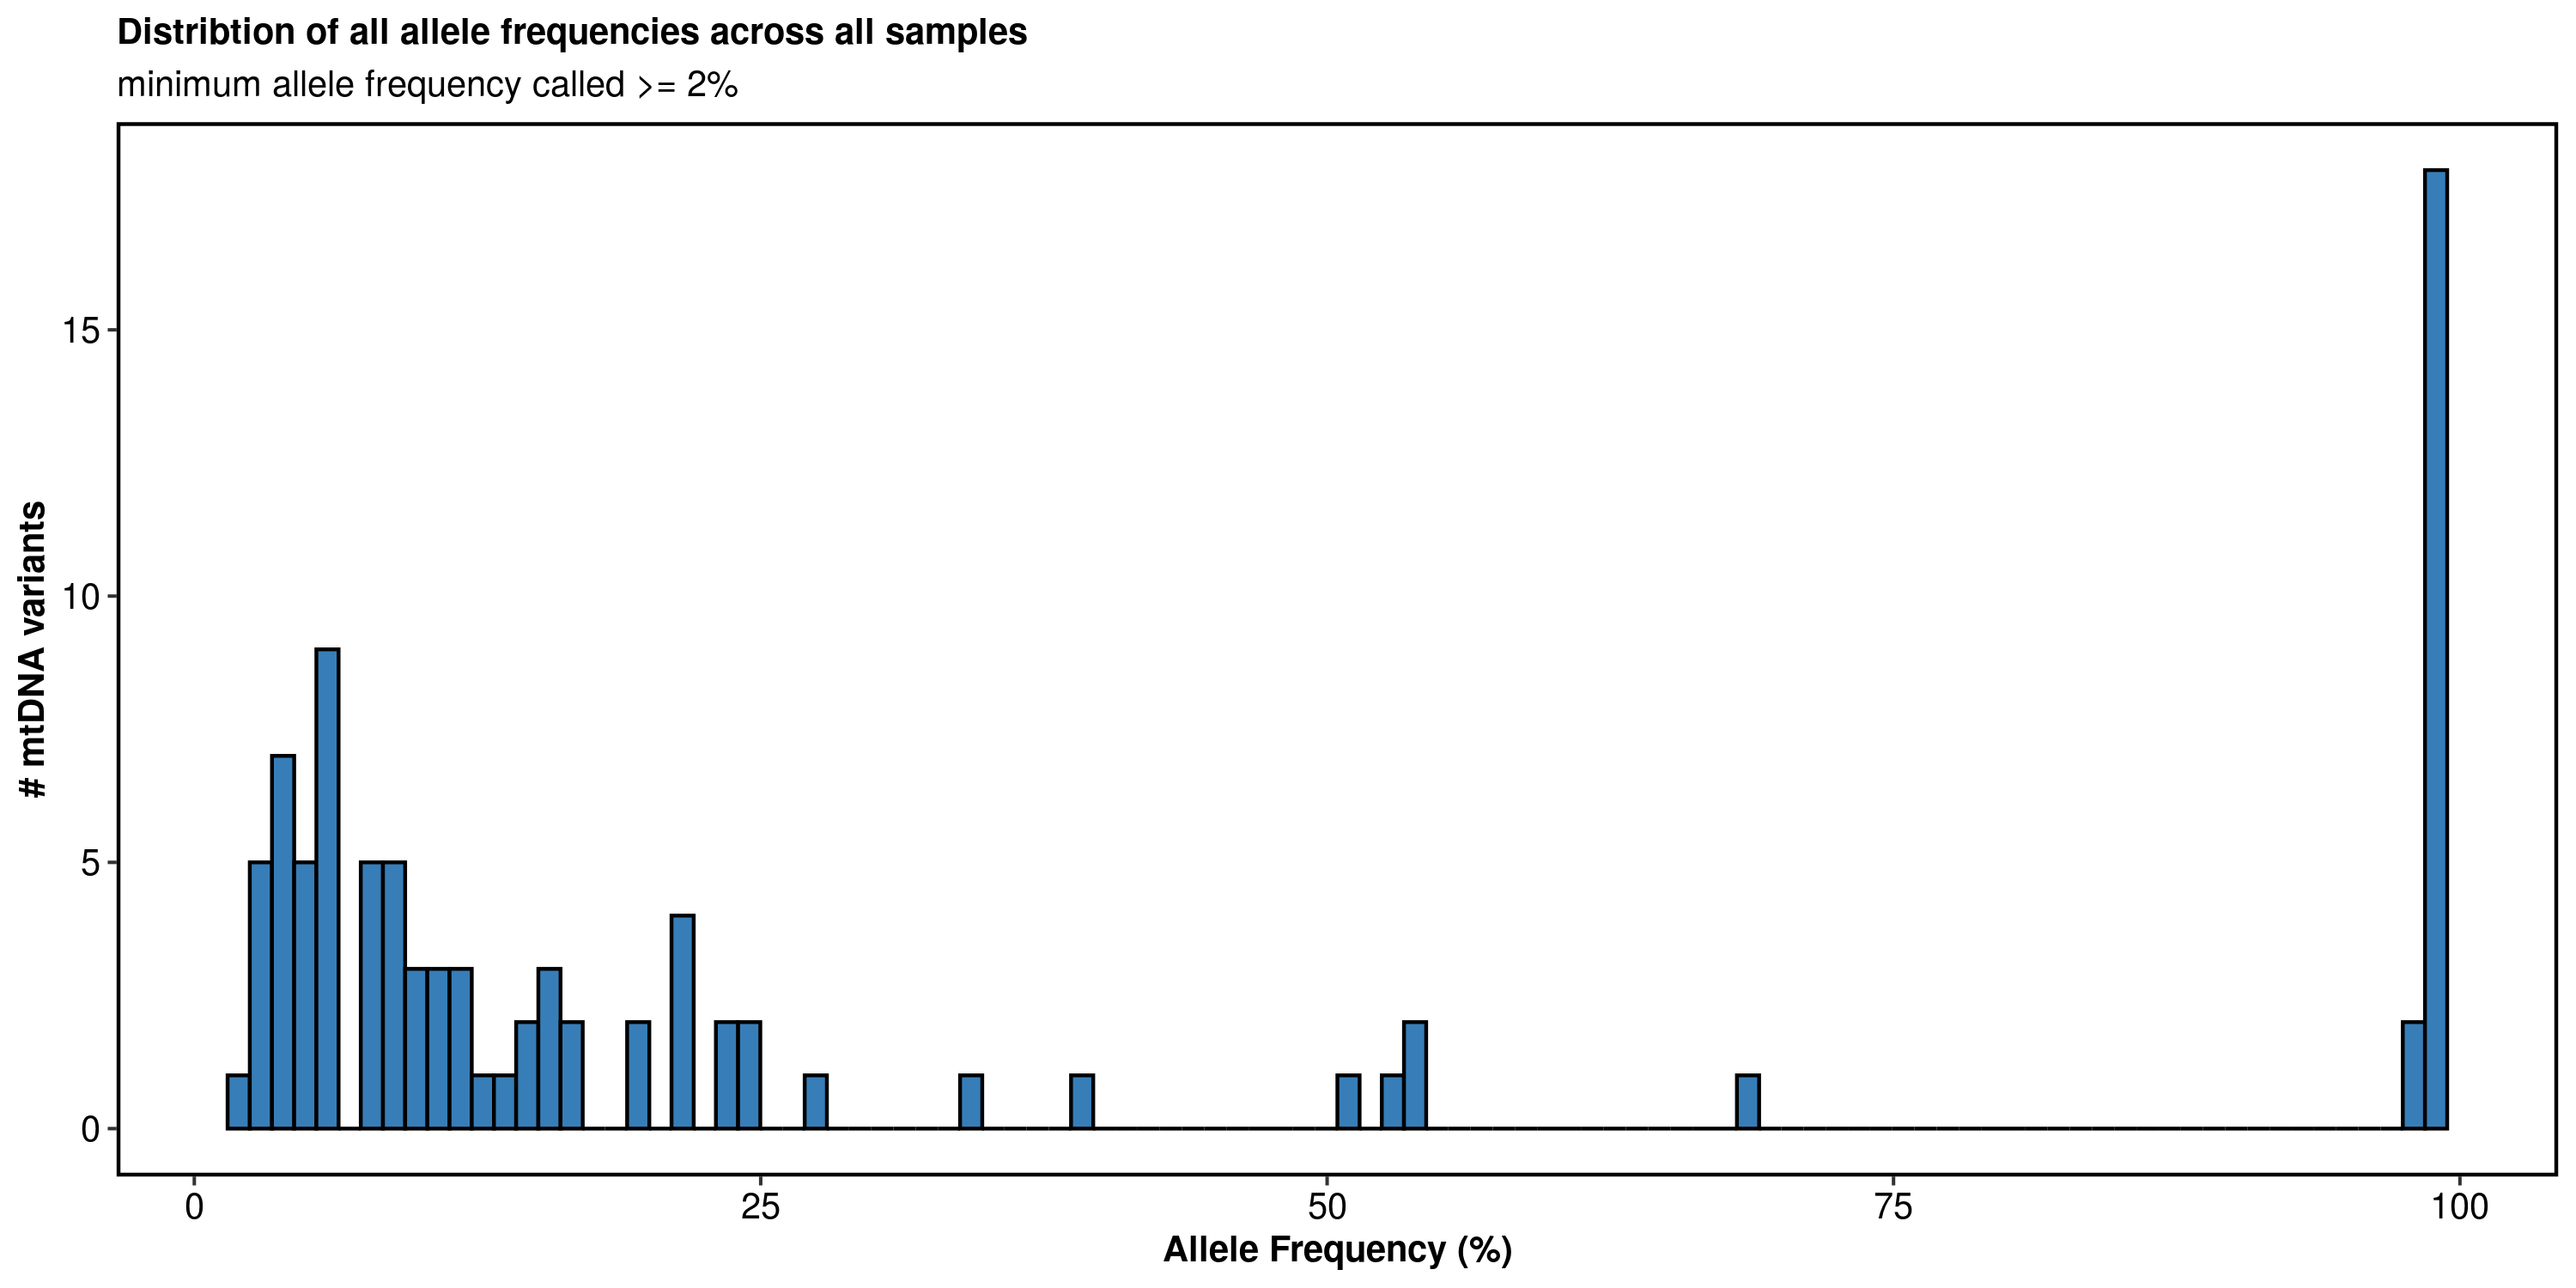 Distribtion of all allele frequencies across all samples
minimum allele frequency called >= 2%
# mtDNA variants
15
10
5
0
0 25 50 75 100
Allele Frequency (%)